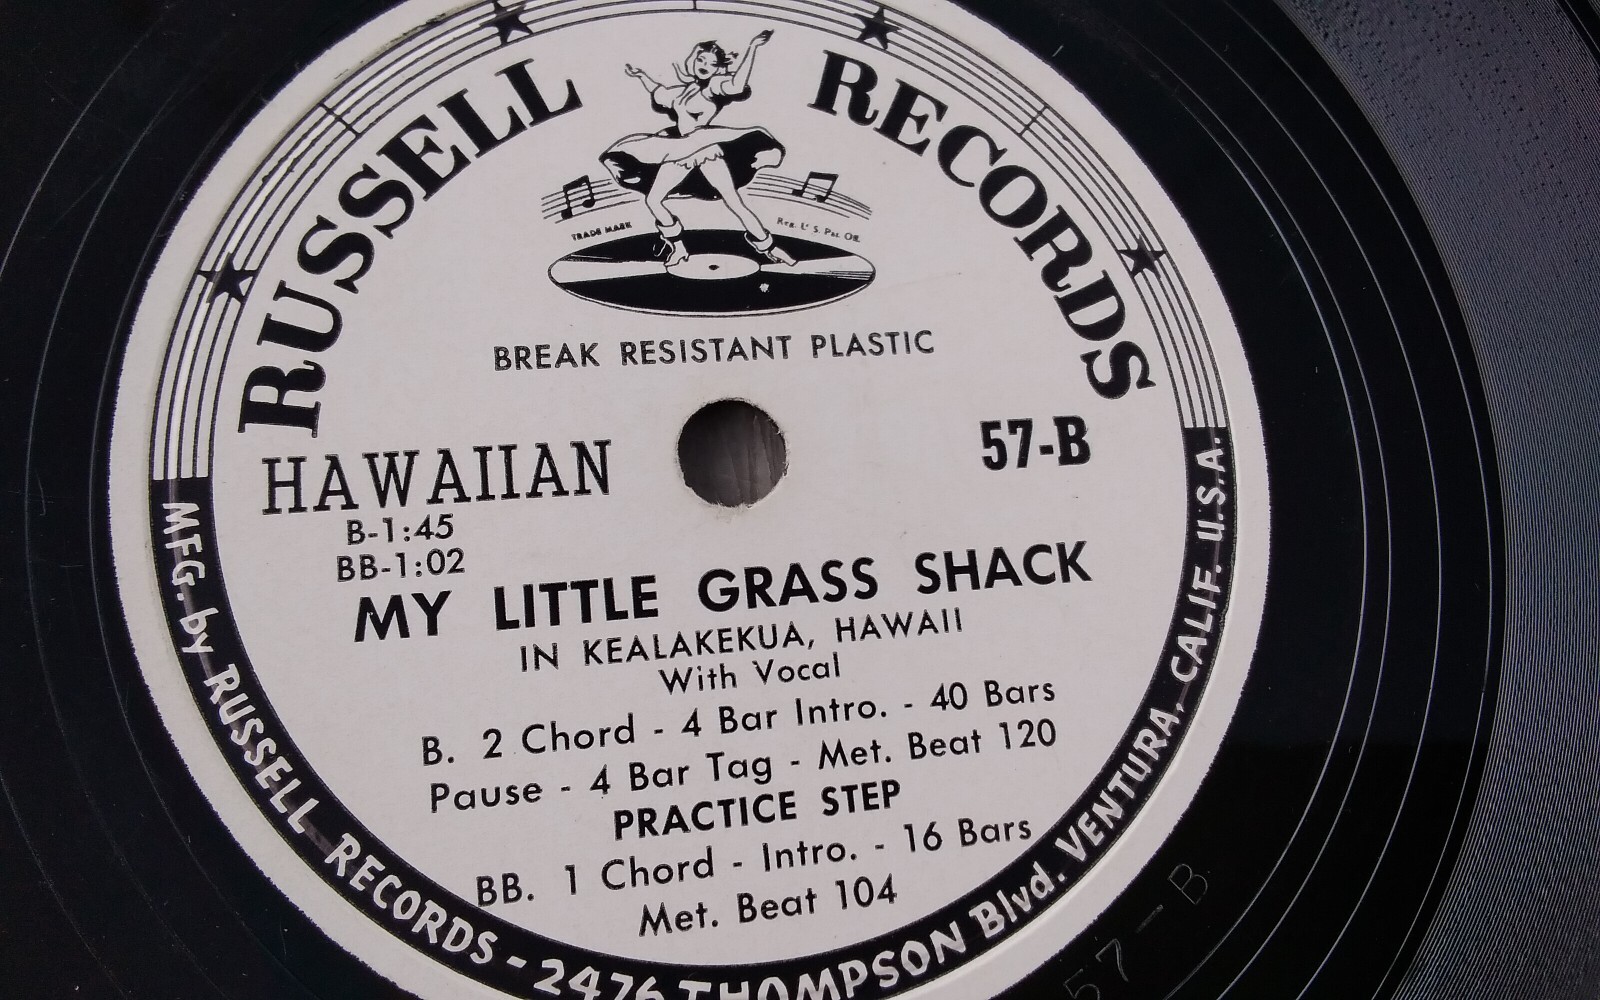 RUSSELL RECORDS
TRADE MARK
Reg. U. S. Pat. Off.
BREAK RESISTANT PLASTIC
HAWAIIAN
57-B
B-1:45
BB-1:02
MY LITTLE GRASS SHACK
IN KEALAKEKUA, HAWAII
With Vocal
B. 2 Chord - 4 Bar Intro. - 40 Bars
Pause - 4 Bar Tag - Met. Beat 120
PRACTICE STEP
BB. 1 Chord - Intro. - 16 Bars
Met. Beat 104
MFG. by RUSSELL RECORDS - 2476 THOMPSON Blvd. VENTURA, CALIF. U.S.A.
57-B